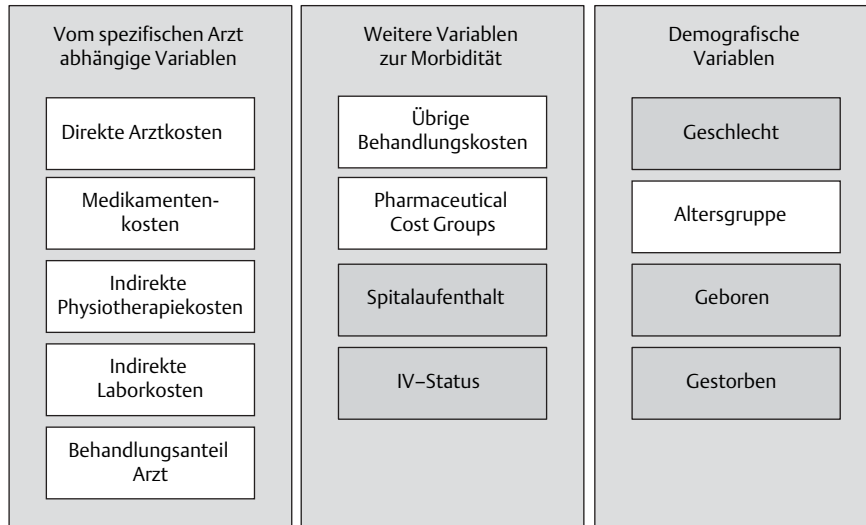 Vom spezifischen Arzt
abhängige Variablen
Direkte Arztkosten
Medikamenten-
kosten
Indirekte
Physiotherapiekosten
Indirekte
Laborkosten
Behandlungsanteil
Arzt
Weitere Variablen
zur Morbidität
Übrige
Behandlungskosten
Pharmaceutical
Cost Groups
Spitalaufenthalt
IV–Status
Demografische
Variablen
Geschlecht
Altersgruppe
Geboren
Gestorben